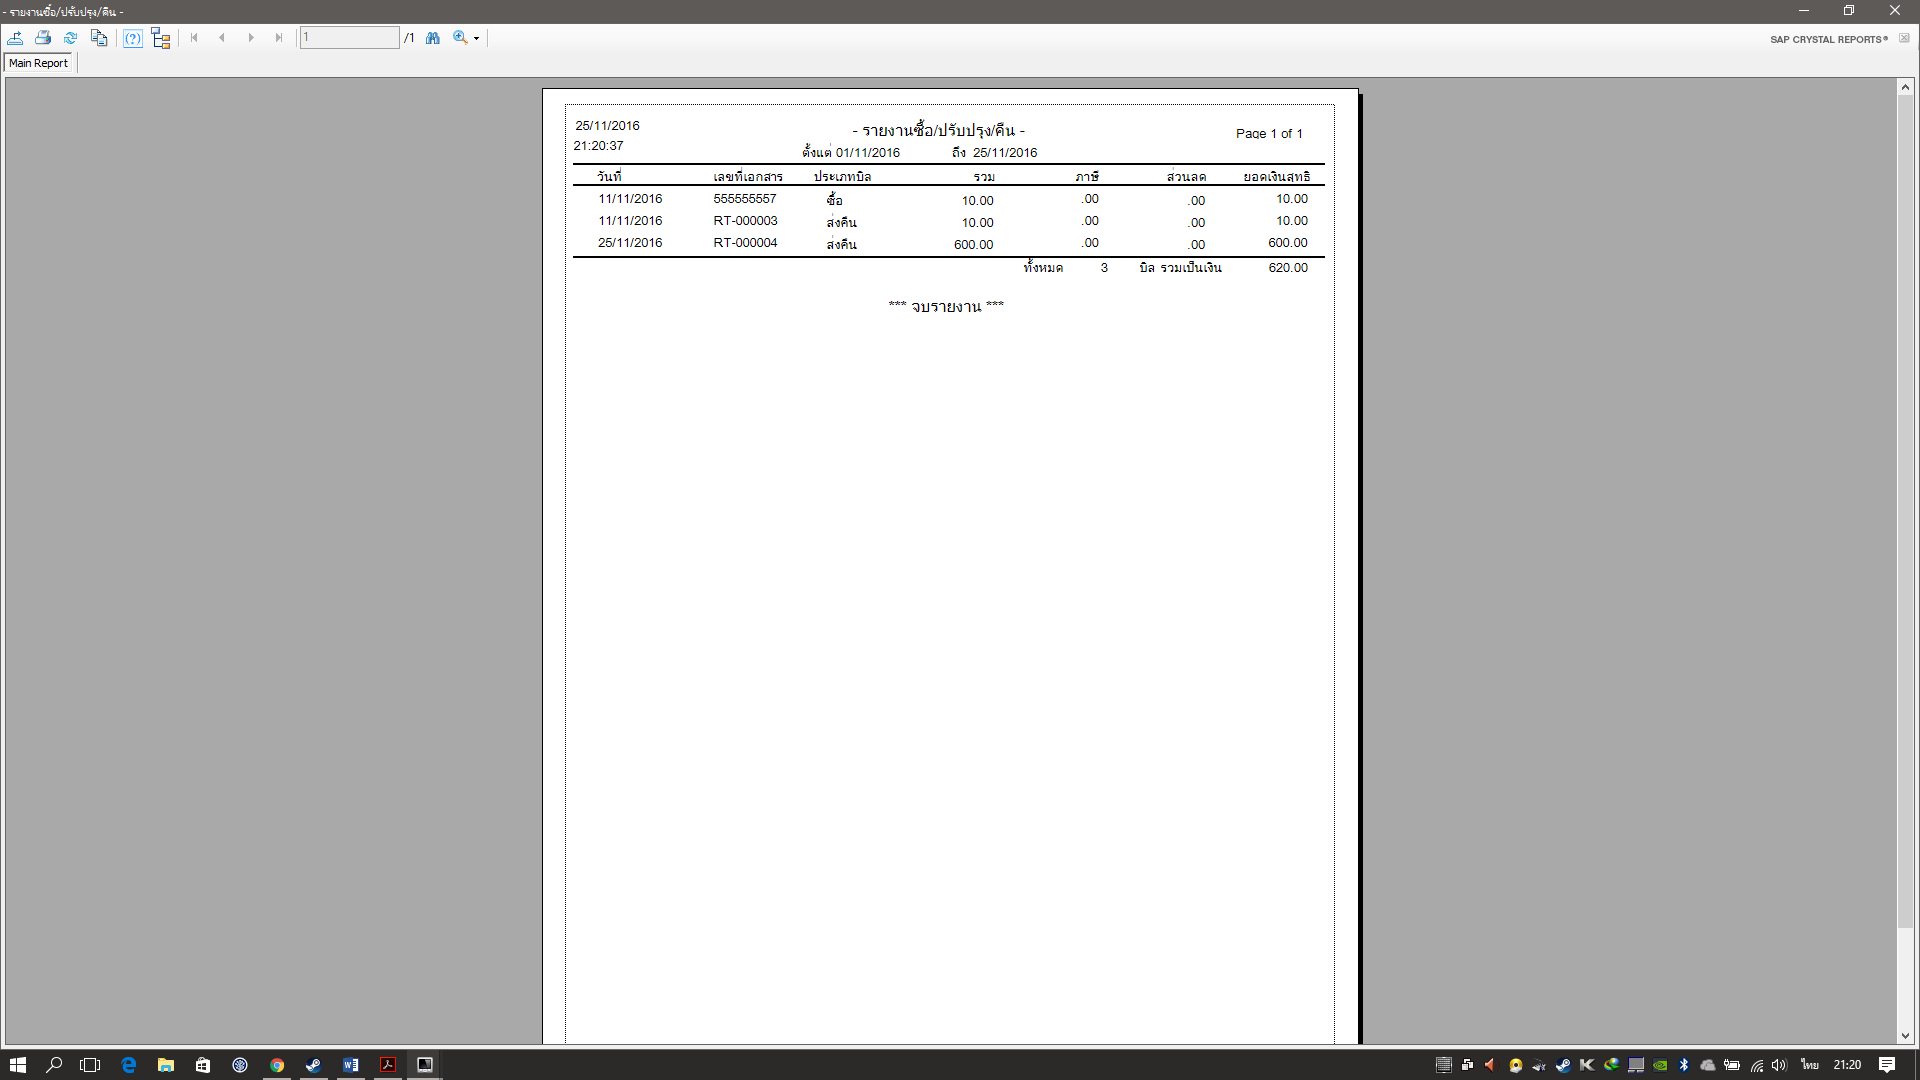 - รายงานซื้อ/ปรับปรุง/คืน -
1 /1
SAP CRYSTAL REPORTS®
Main Report
25/11/2016 - รายงานซื้อ/ปรับปรุง/คืน - Page 1 of 1
21:20:37 ตั้งแต่ 01/11/2016 ถึง 25/11/2016
วันที่ เลขที่เอกสาร ประเภทบิล รวม ภาษี ส่วนลด ยอดเงินสุทธิ
11/11/2016 555555557 ซื้อ 10.00 .00 .00 10.00
11/11/2016 RT-000003 ส่งคืน 10.00 .00 .00 10.00
25/11/2016 RT-000004 ส่งคืน 600.00 .00 .00 600.00
ทั้งหมด 3 บิล รวมเป็นเงิน 620.00
*** จบรายงาน ***
ไทย 21:20